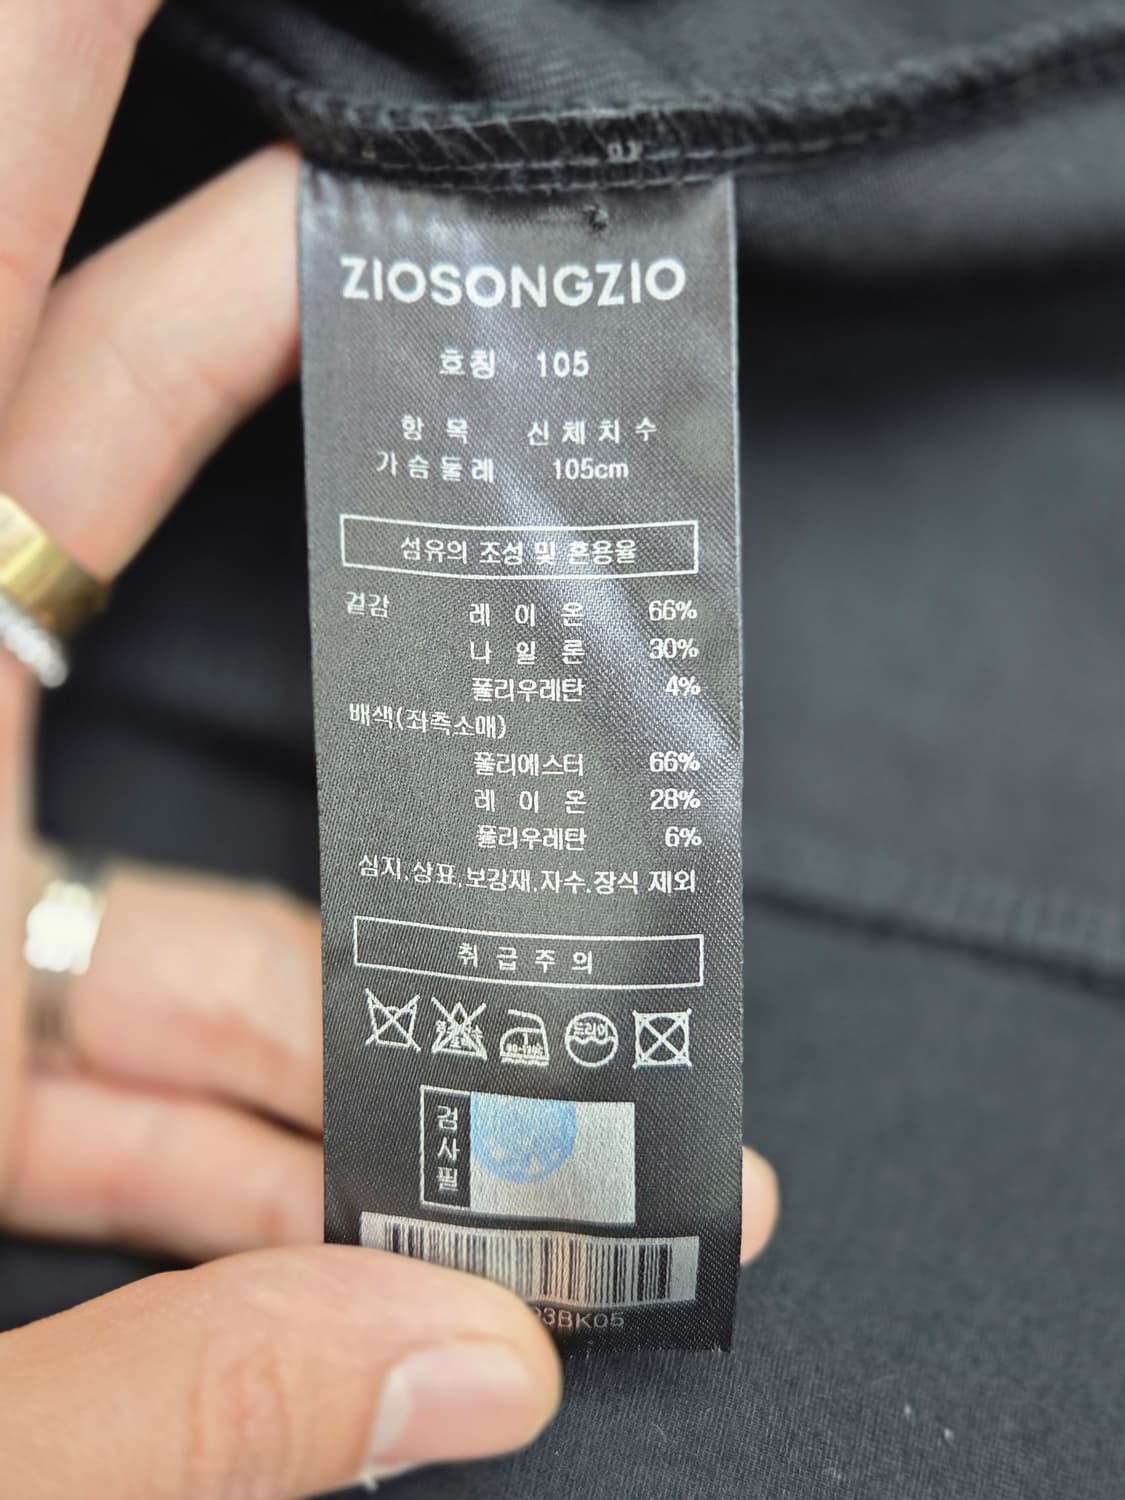 ZIOSONGZIO
호칭 105
항목 신체치수
가슴둘레 105cm
섬유의 조성 및 혼용율
겉감 레이온 66%
나일론 30%
폴리우레탄 4%
배색(좌측소매)
폴리에스터 66%
레이온 28%
폴리우레탄 6%
심지,상표,보강재,자수,장식 제외
취급주의
드라이
검사필
3BK05